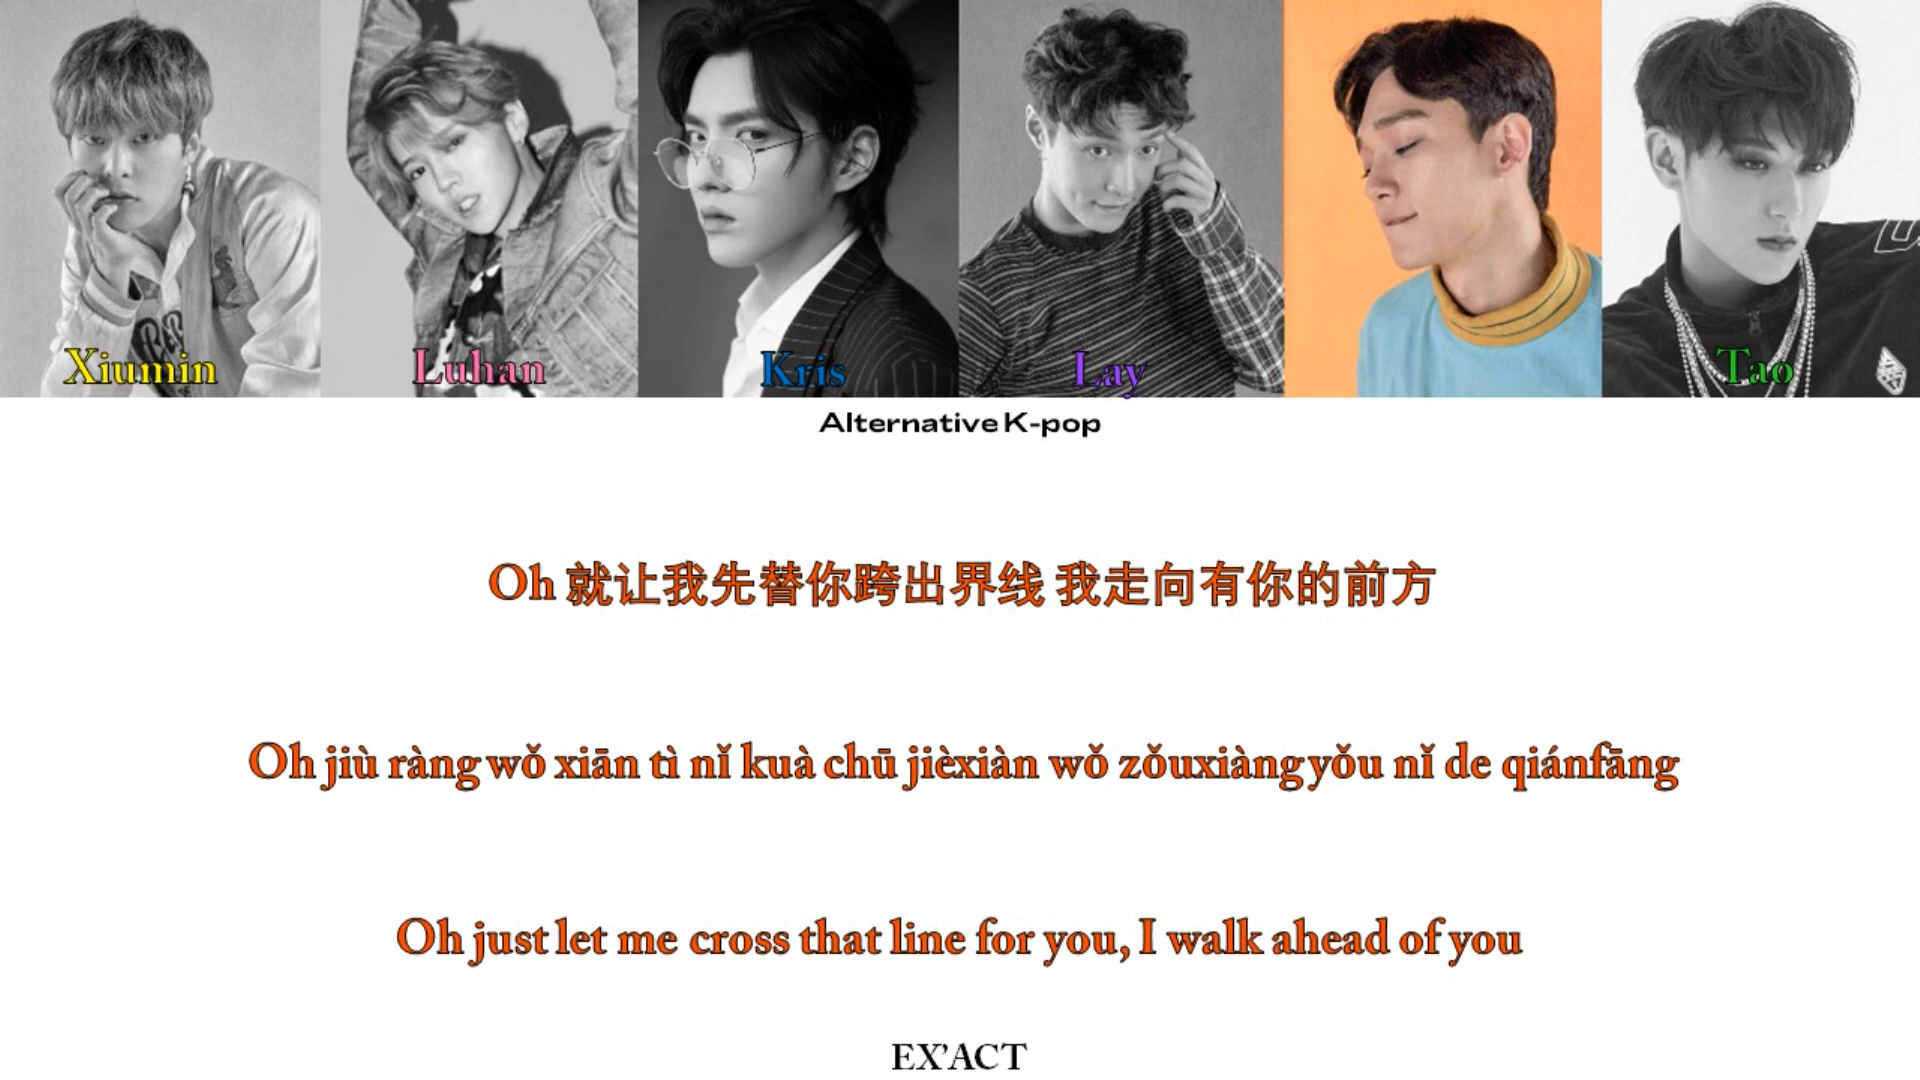 Xiumin
Luhan
Kris
Lay
Tao
Alternative K-pop
Oh 就让我先替你跨出界线 我走向有你的前方
Oh jiù ràng wǒ xiān tì nǐ kuà chū jièxiàn wǒ zǒuxiàng yǒu nǐ de qiánfāng
Oh just let me cross that line for you, I walk ahead of you
EX'ACT